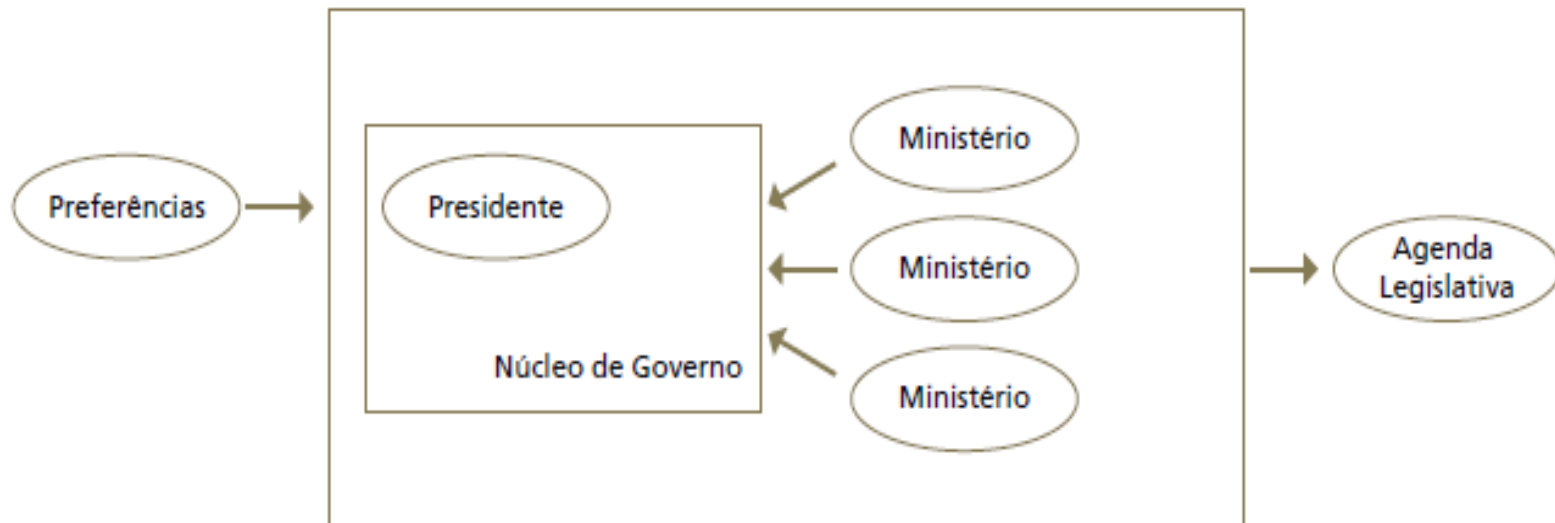 Preferências
Presidente
Núcleo de Governo
Ministério
Ministério
Ministério
Agenda
Legislativa